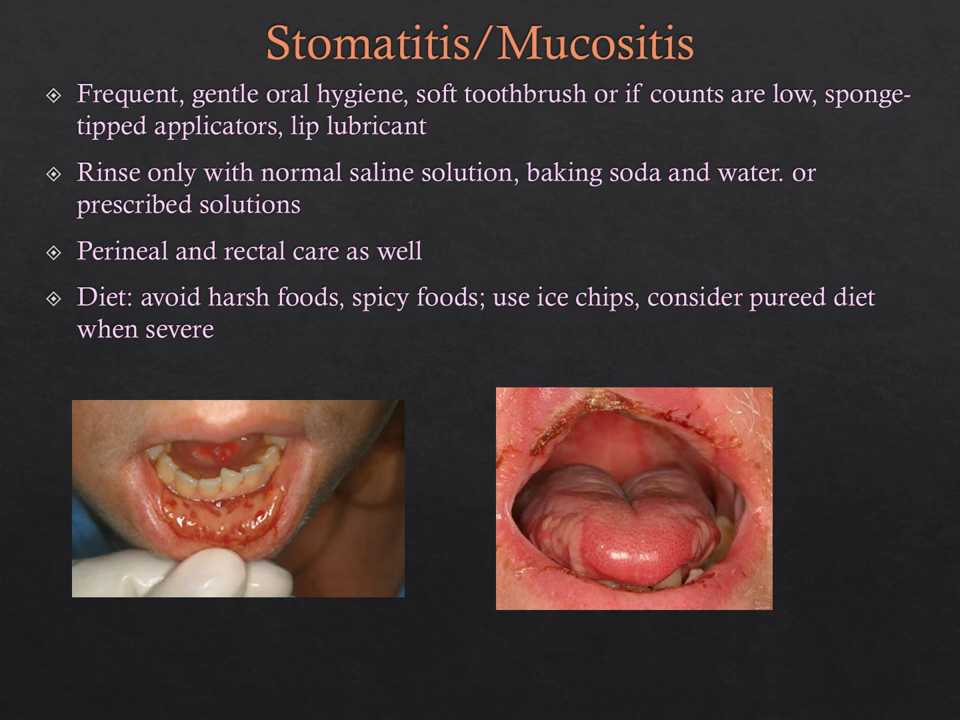 Stomatitis/Mucositis
Frequent, gentle oral hygiene, soft toothbrush or if counts are low, sponge-
tipped applicators, lip lubricant
Rinse only with normal saline solution, baking soda and water. or
prescribed solutions
Perineal and rectal care as well
Diet: avoid harsh foods, spicy foods; use ice chips, consider pureed diet
when severe